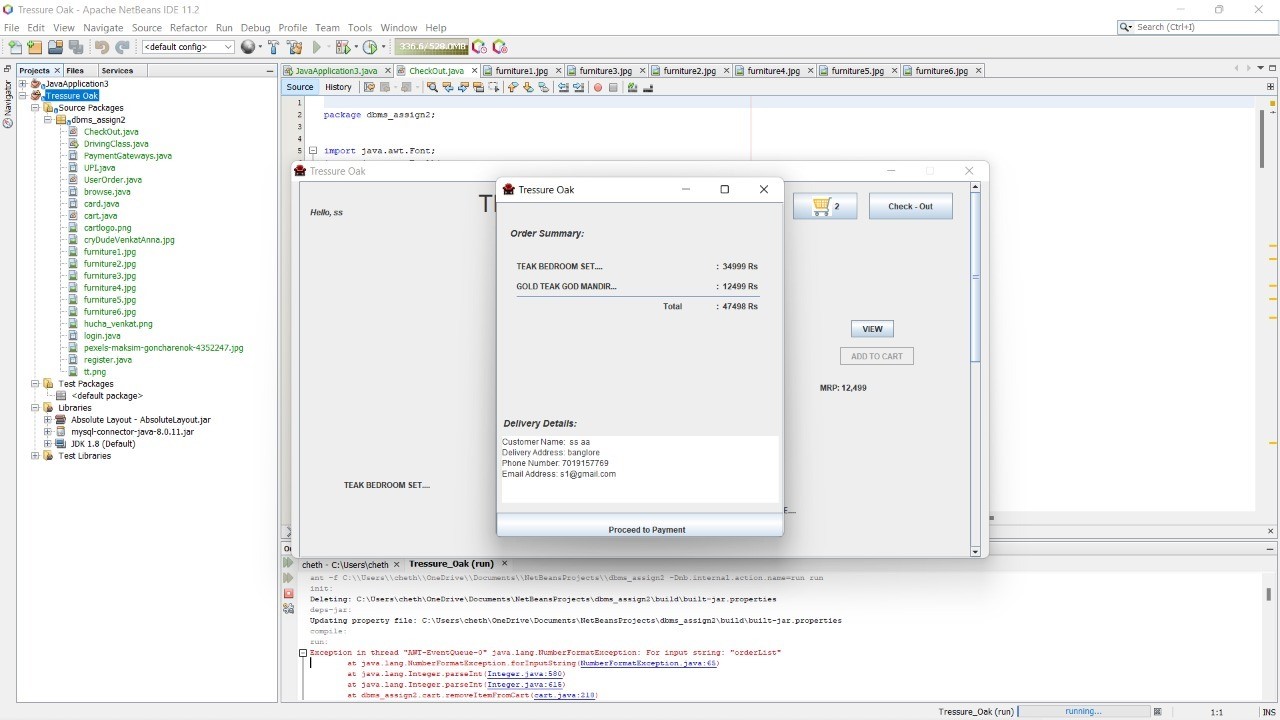 Tressure Oak - Apache NetBeans IDE 11.2
File Edit View Navigate Source Refactor Run Debug Profile Team Tools Window Help
Search (Ctrl+I)
<default config>
336.6/528.0MB
Projects Files Services
Navigator
JavaApplication3
Tressure Oak
Source Packages
dbms_assign2
CheckOut.java
DrivingClass.java
PaymentGateways.java
UPI.java
UserOrder.java
browse.java
card.java
cart.java
cartlogo.png
cryDudeVenkatAnna.jpg
furniture1.jpg
furniture2.jpg
furniture3.jpg
furniture4.jpg
furniture5.jpg
furniture6.jpg
hucha_venkat.png
login.java
pexels-maksim-goncharenok-4352247.jpg
register.java
tt.png
Test Packages
<default package>
Libraries
Absolute Layout - AbsoluteLayout.jar
mysql-connector-java-8.0.11.jar
JDK 1.8 (Default)
Test Libraries
JavaApplication3.java CheckOut.java furniture1.jpg furniture3.jpg furniture2.jpg furniture4.jpg furniture5.jpg furniture6.jpg
Source History
1
2 package dbms_assign2;
3
4
5 import java.awt.Font;
Tressure Oak
Hello, ss
T
2
Check - Out
VIEW
ADD TO CART
MRP: 12,499
TEAK BEDROOM SET....
E...
Tressure Oak
Order Summary:
TEAK BEDROOM SET.... : 34999 Rs
GOLD TEAK GOD MANDIR... : 12499 Rs
Total : 47498 Rs
Delivery Details:
Customer Name: ss aa
Delivery Address: banglore
Phone Number: 7019157769
Email Address: s1@gmail.com
Proceed to Payment
cheth - C:\Users\cheth Tressure_Oak (run)
ant -f C:\\Users\\cheth\\OneDrive\\Documents\\NetBeansProjects\\dbms_assign2 -Dnb.internal.action.name=run run
init:
Deleting: C:\Users\cheth\OneDrive\Documents\NetBeansProjects\dbms_assign2\build\built-jar.properties
deps-jar:
Updating property file: C:\Users\cheth\OneDrive\Documents\NetBeansProjects\dbms_assign2\build\built-jar.properties
compile:
run:
Exception in thread "AWT-EventQueue-0" java.lang.NumberFormatException: For input string: "orderList"
at java.lang.NumberFormatException.forInputString(NumberFormatException.java:65)
at java.lang.Integer.parseInt(Integer.java:580)
at java.lang.Integer.parseInt(Integer.java:615)
at dbms_assign2.cart.removeItemFromCart(cart.java:218)
Tressure_Oak (run) running... 1:1 INS